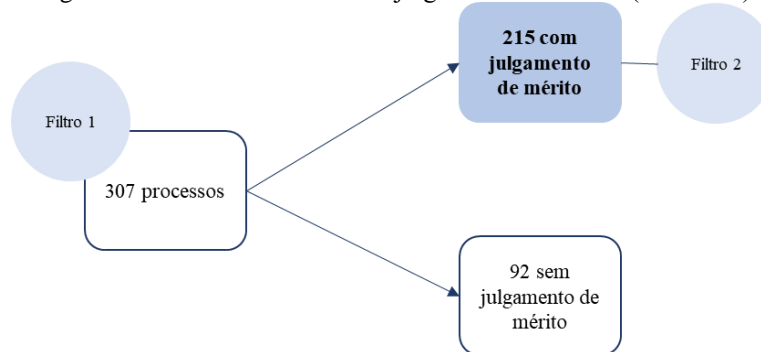 215 com
julgamento
de mérito
Filtro 2
Filtro 1
307 processos
92 sem
julgamento de
mérito